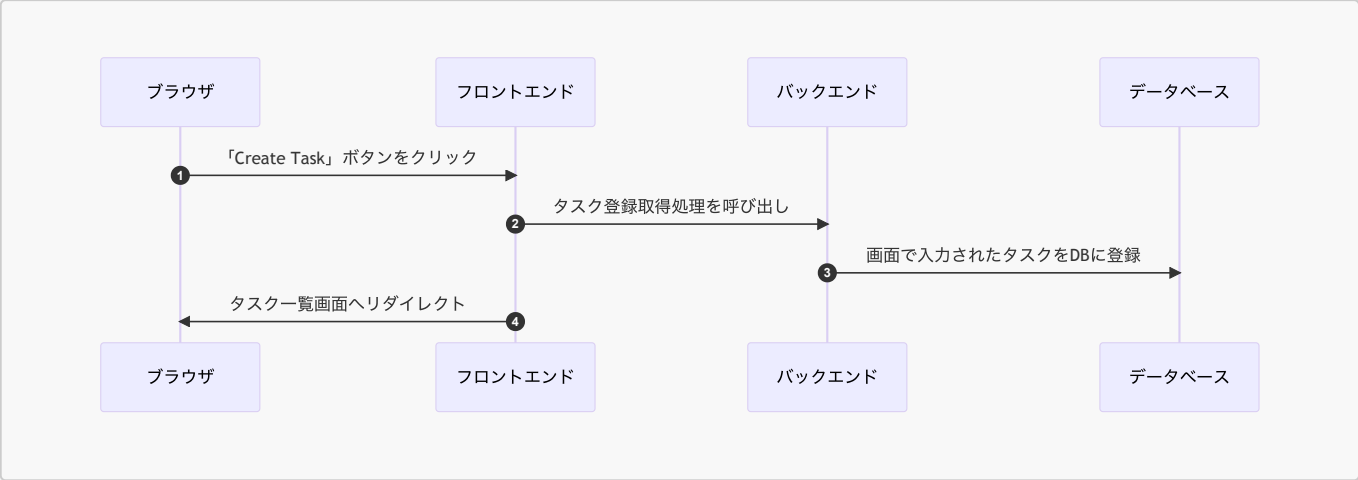 ブラウザ
フロントエンド
バックエンド
データベース
「Create Task」ボタンをクリック
1
タスク登録取得処理を呼び出し
2
画面で入力されたタスクをDBに登録
3
タスク一覧画面へリダイレクト
4
ブラウザ
フロントエンド
バックエンド
データベース